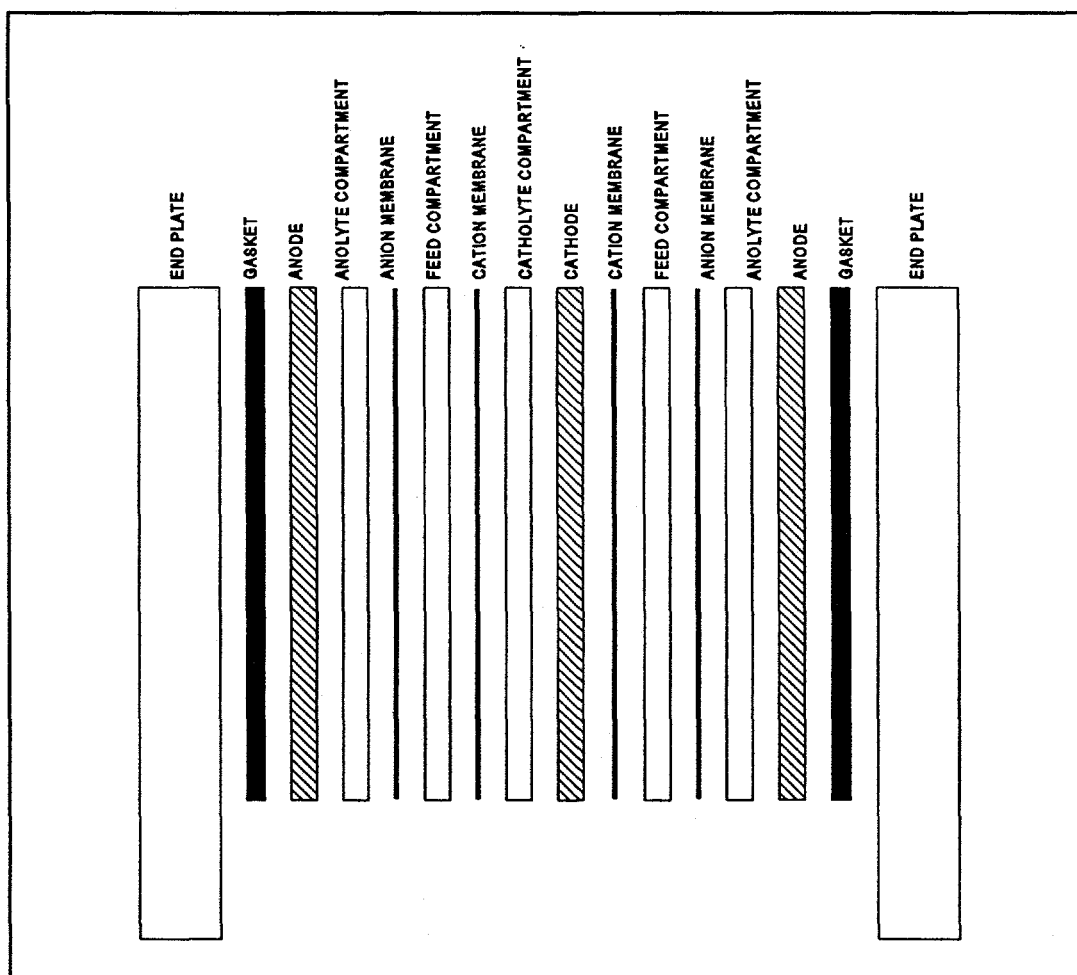 END PLATE
GASKET
ANODE
ANOLYTE COMPARTMENT
ANION MEMBRANE
FEED COMPARTMENT
CATION MEMBRANE
CATHOLYTE COMPARTMENT
CATHODE
CATION MEMBRANE
FEED COMPARTMENT
ANION MEMBRANE
ANOLYTE COMPARTMENT
ANODE
GASKET
END PLATE